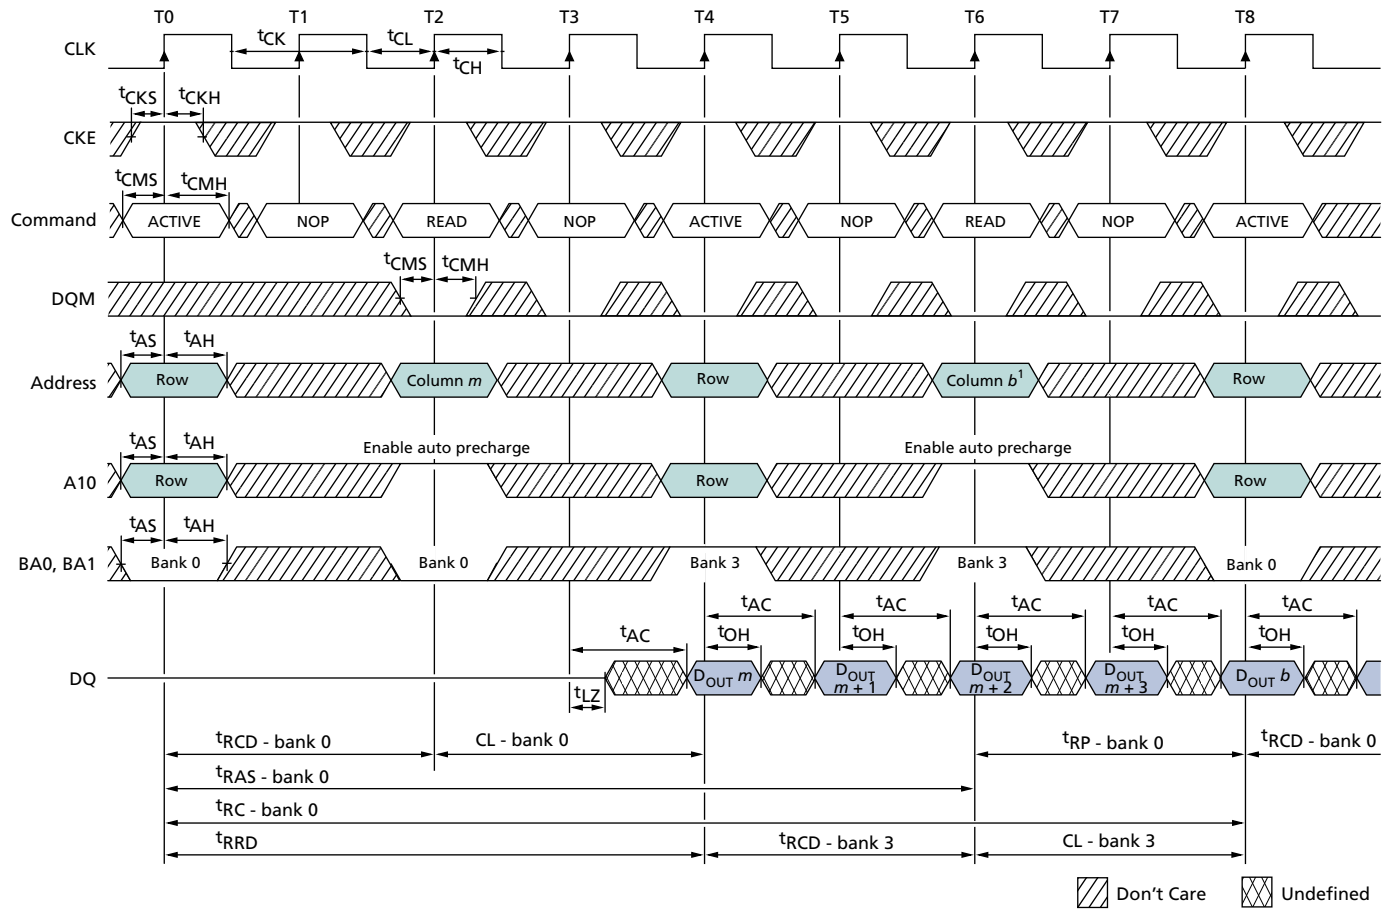 T0 T1 T2 T3 T4 T5 T6 T7 T8
CLK tCK tCL
tCH
tCKS tCKH
CKE
tCMS tCMH
Command ACTIVE NOP READ NOP ACTIVE NOP READ NOP ACTIVE
tCMS tCMH
DQM
tAS tAH
Address Row Column m Row Column b1 Row
tAS tAH Enable auto precharge Enable auto precharge
A10 Row Row Row
tAS tAH
BA0, BA1 Bank 0 Bank 0 Bank 3 Bank 3 Bank 0
tAC tAC tAC tAC tAC
tAC tOH tOH tOH tOH tOH
DQ DOUT m DOUT m + 1 DOUT m + 2 DOUT m + 3 DOUT b
tLZ
tRCD - bank 0 CL - bank 0 tRP - bank 0 tRCD - bank 0
tRAS - bank 0
tRC - bank 0
tRRD tRCD - bank 3 CL - bank 3
Don't Care Undefined